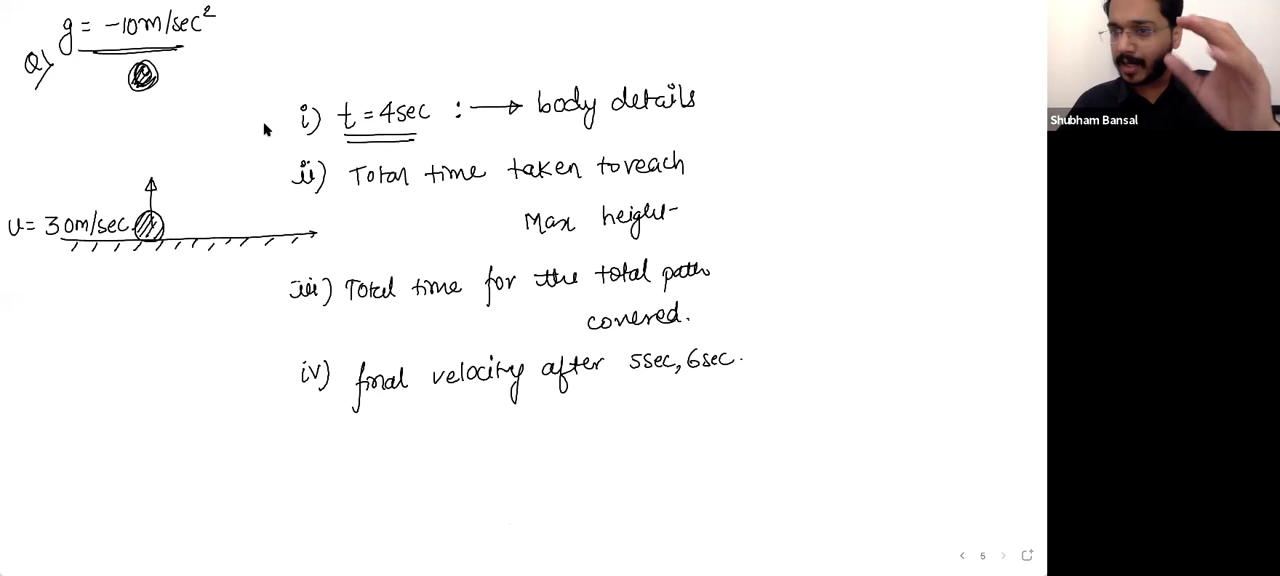 g = -10m/sec²
Q)
i) t = 4sec : → body details
ii) Total time taken to reach
Max height
u = 30m/sec.
iii) Total time for the total path
covered.
iv) final velocity after 5sec, 6sec.
Shubham Bansal
5